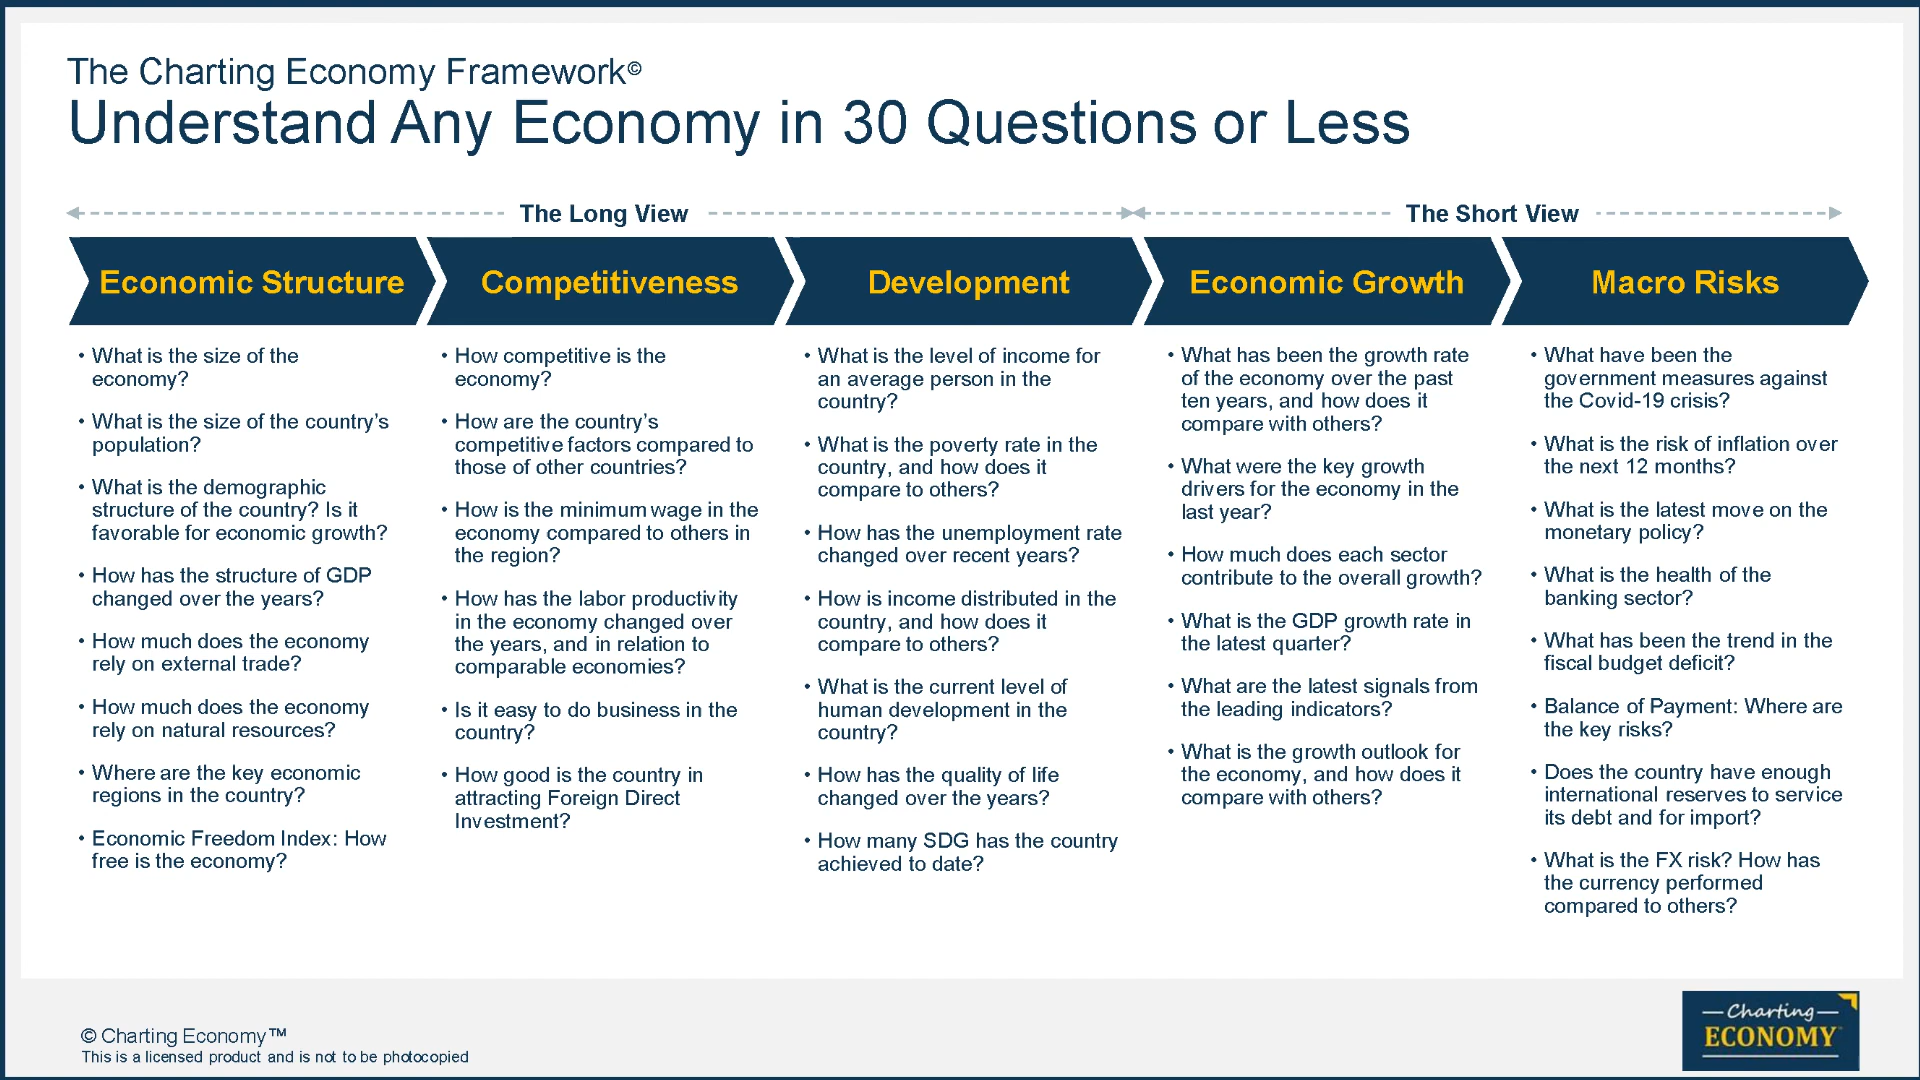 The Charting Economy Framework©
Understand Any Economy in 30 Questions or Less
The Long View
The Short View
Economic Structure
Competitiveness
Development
Economic Growth
Macro Risks
• What is the size of the
economy?
• What is the size of the country's
population?
• What is the demographic
structure of the country? Is it
favorable for economic growth?
• How has the structure of GDP
changed over the years?
• How much does the economy
rely on external trade?
• How much does the economy
rely on natural resources?
• Where are the key economic
regions in the country?
• Economic Freedom Index: How
free is the economy?
• How competitive is the
economy?
• How are the country's
competitive factors compared to
those of other countries?
• How is the minimum wage in the
economy compared to others in
the region?
• How has the labor productivity
in the economy changed over
the years, and in relation to
comparable economies?
• Is it easy to do business in the
country?
• How good is the country in
attracting Foreign Direct
Investment?
• What is the level of income for
an average person in the
country?
• What is the poverty rate in the
country, and how does it
compare to others?
• How has the unemployment rate
changed over recent years?
• How is income distributed in the
country, and how does it
compare to others?
• What is the current level of
human development in the
country?
• How has the quality of life
changed over the years?
• How many SDG has the country
achieved to date?
• What has been the growth rate
of the economy over the past
ten years, and how does it
compare with others?
• What were the key growth
drivers for the economy in the
last year?
• How much does each sector
contribute to the overall growth?
• What is the GDP growth rate in
the latest quarter?
• What are the latest signals from
the leading indicators?
• What is the growth outlook for
the economy, and how does it
compare with others?
• What have been the
government measures against
the Covid-19 crisis?
• What is the risk of inflation over
the next 12 months?
• What is the latest move on the
monetary policy?
• What is the health of the
banking sector?
• What has been the trend in the
fiscal budget deficit?
• Balance of Payment: Where are
the key risks?
• Does the country have enough
international reserves to service
its debt and for import?
• What is the FX risk? How has
the currency performed
compared to others?
© Charting Economy™
This is a licensed product and is not to be photocopied
Charting
ECONOMY